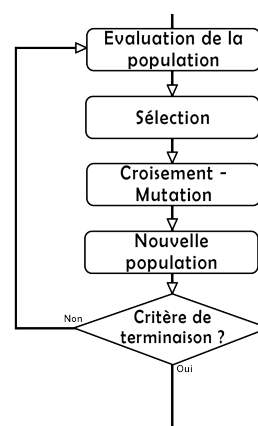 Evaluation de la
population
Sélection
Croisement -
Mutation
Nouvelle
population
Critère de
terminaison ?
Non
Oui